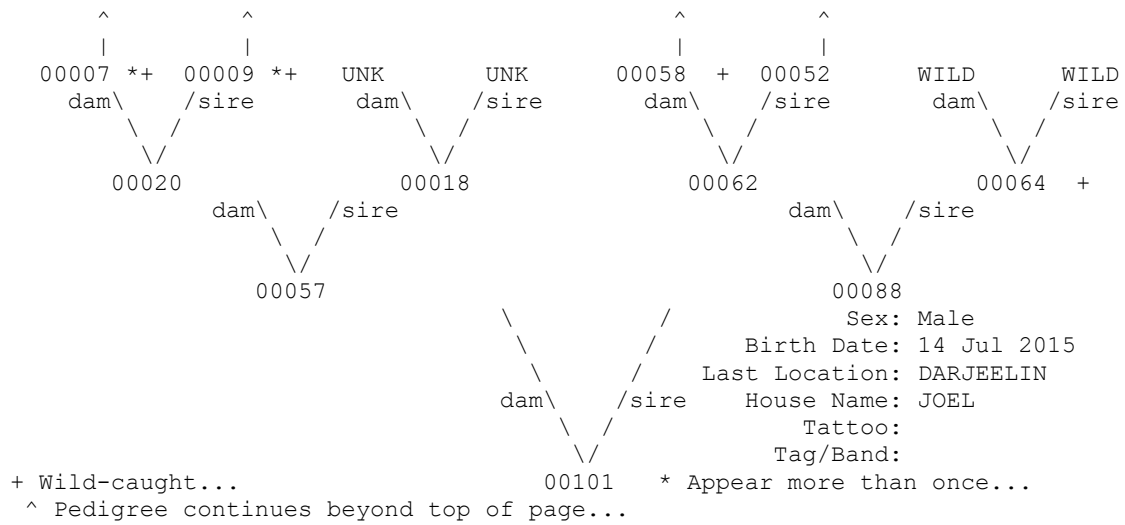 ^ ^ ^ ^
| | | |
00007 *+ 00009 *+ UNK UNK 00058 + 00052 WILD WILD
dam\ /sire dam\ /sire dam\ /sire dam\ /sire
\ / \ / \ / \ /
\/ \/ \/ \/
00020 00018 00062 00064 +
dam\ /sire dam\ /sire
\ / \ /
\/ \/
00057 00088
\ / Sex: Male
\ / Birth Date: 14 Jul 2015
\ / Last Location: DARJEELIN
dam\ /sire House Name: JOEL
\ / Tattoo:
\/ Tag/Band:
+ Wild-caught... 00101 * Appear more than once...
^ Pedigree continues beyond top of page...